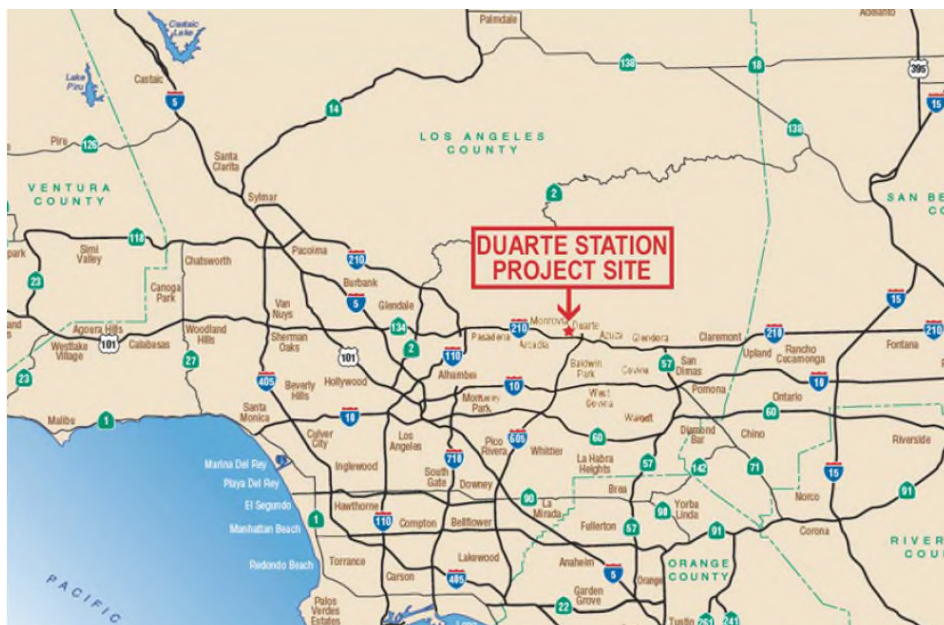 Castaic
Lake
Palmdale
Adelanto
Lake
Piru
Castaic
138
18
395
5
14
15
LOS ANGELES
COUNTY
138
Piru
126
Santa
Clarita
2
VENTURA
COUNTY
SAN BE
CO
Sylmar
118
DUARTE STATION
PROJECT SITE
park
Simi
Valley
Chatsworth
Pacoima
210
23
Canoga
Park
Burbank
5
15
Van
Nuys
Glendale
Agoura Hills
101
Westlake
Village
Calabasas
Woodland
Hills
Sherman
Oaks
134
2
110
210
Monrovia
Duarte
Pasadena
Arcadia
Azusa
Glendora
Claremont
210
210
Upland
Rancho
Cucamonga
Fontana
23
27
405
101
Hollywood
Beverly
Hills
Alhambra
10
Baldwin
Park
Covina
57
San
Dimas
Pomona
10
Ontario
Malibu
1
Santa
Monica
10
Monterey
Park
West
Covina
Walnut
60
Culver
City
Los
Angeles
710
Pico
Rivera
605
Whittier
60
Diamond
Bar
Chino
Riverside
Marina Del Rey
Inglewood
South
Gate
La Habra
Heights
57
142
71
15
Playa Del Rey
Downey
90
La
Mirada
Brea
Yorba
Linda
Norco
91
El Segundo
Hawthorne
110
Compton
Bellflower
Fullerton
57
90
91
Corona
Manhattan Beach
1
Redondo Beach
Torrance
Carson
Lakewood
405
Anaheim
5
ORANGE
COUNTY
RIVER
COU
PACIFIC
Palos
Verdes
Estates
Long
22
Garden
Grove
Orange
Tustin
261
241